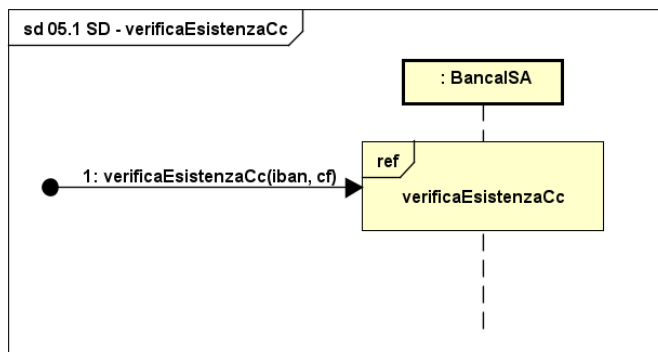 sd 05.1 SD - verificaEsistenzaCc
: BancaISA
ref
1: verificaEsistenzaCc(iban, cf)
verificaEsistenzaCc